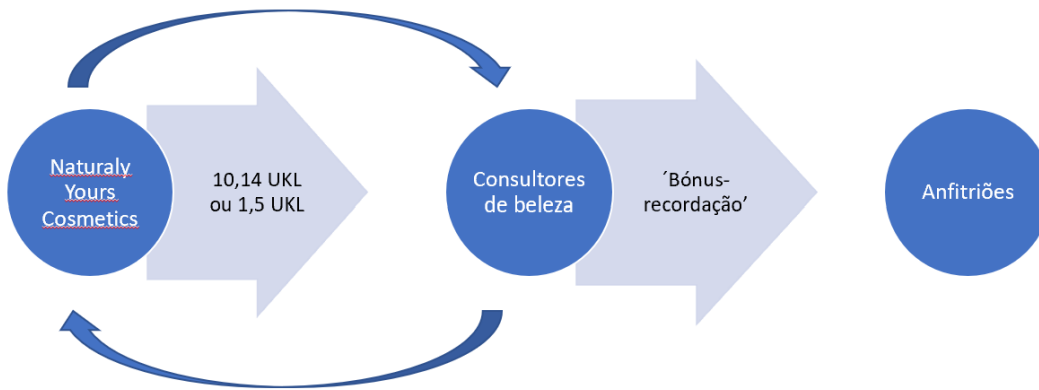 Naturaly
Yours
Cosmetics
10,14 UKL
ou 1,5 UKL
Consultores
de beleza
´Bónus-
recordação’
Anfitriões